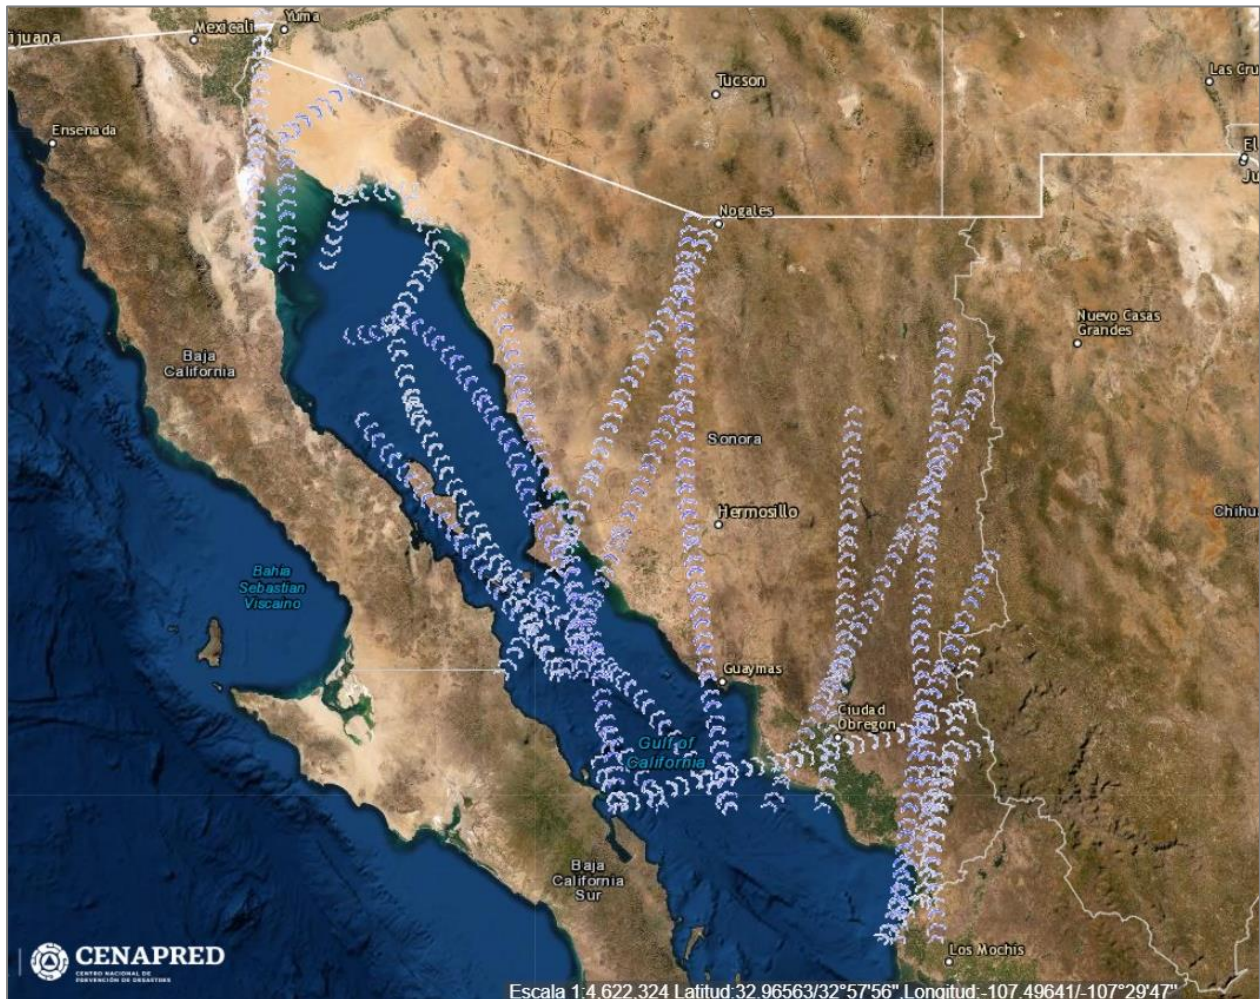 ijuana
Mexicali
Yuma
Ensenada
Tucson
Las Cru
El
Ju
Nogales
Nuevo Casas
Grandes
Baja
California
Sonora
Hermosillo
Chihu
Bahia
Sebastian
Viscaino
Guaymas
Ciudad
Obregon
Gulf of
California
Baja
California
Sur
Los Mochis
CENAPRED
CENTRO NACIONAL DE
PREVENCIÓN DE DESASTRES
Escala 1:4,622,324 Latitud:32.96563/32°57'56" Longitud:-107.49641/-107°29'47"